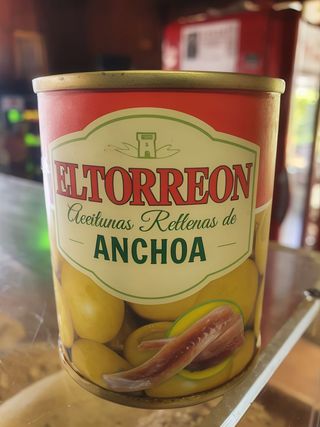 ELTORREON
Aceitunas Rellenas de
ANCHOA